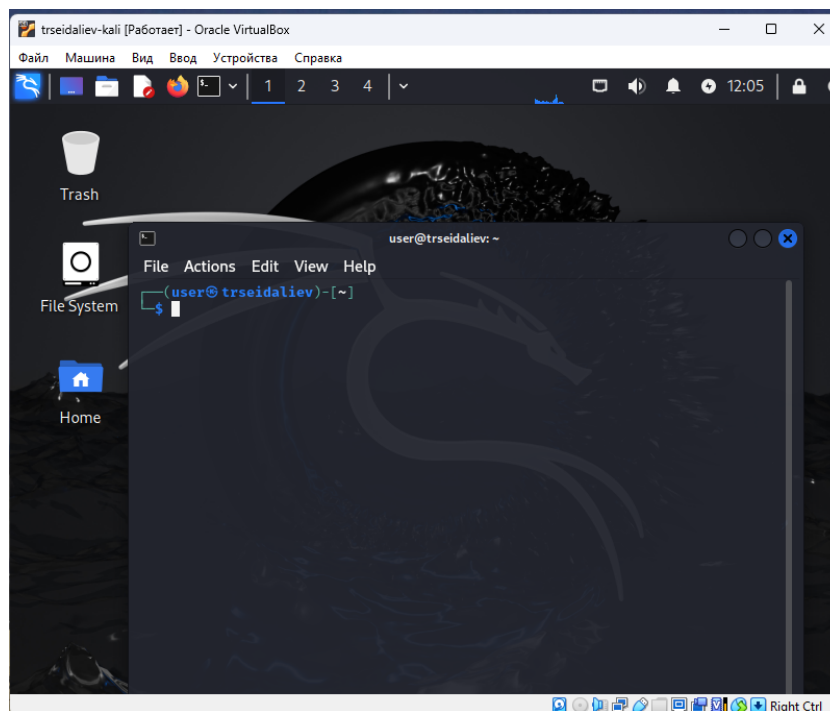 trseidaliev-kali [Работает] - Oracle VirtualBox
Файл Машина Вид Ввод Устройства Справка
1 2 3 4 12:05
Trash
user@trseidaliev: ~
File Actions Edit View Help
┌──(user㉿trseidaliev)-[~]
└─$
File System
Home
Right Ctrl